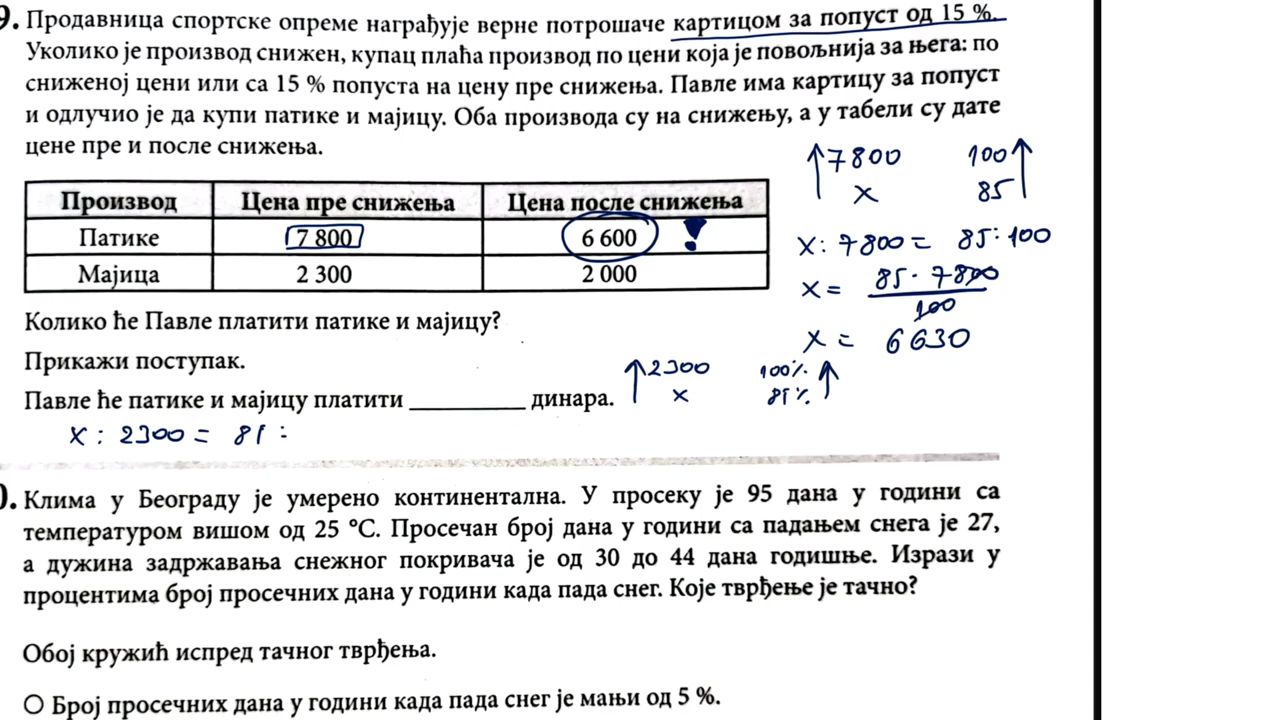 9. Продавница спортске опреме награђује верне потрошаче картицом за попуст од 15 %.
Уколико је производ снижен, купац плаћа производ по цени која је повољнија за њега: по
сниженој цени или са 15 % попуста на цену пре снижења. Павле има картицу за попуст
и одлучио је да купи патике и мајицу. Оба производа су на снижењу, а у табели су дате
цене пре и после снижења.
Производ Цена пре снижења Цена после снижења
Патике 7 800 6 600 !
Мајица 2 300 2 000
7800 100
x 85
x : 7800 = 85 : 100
x = 85 · 7800
100
x = 6630
Колико ће Павле платити патике и мајицу?
Прикажи поступак.
Павле ће патике и мајицу платити __________ динара.
2300 100%
x 85%
x : 2300 = 85 :
0. Клима у Београду је умерено континентална. У просеку је 95 дана у години са
температуром вишом од 25 °C. Просечан број дана у години са падањем снега је 27,
а дужина задржавања снежног покривача је од 30 до 44 дана годишње. Изрази у
процентима број просечних дана у години када пада снег. Које тврђење је тачно?
Обој кружић испред тачног тврђења.
○ Број просечних дана у години када пада снег је мањи од 5 %.